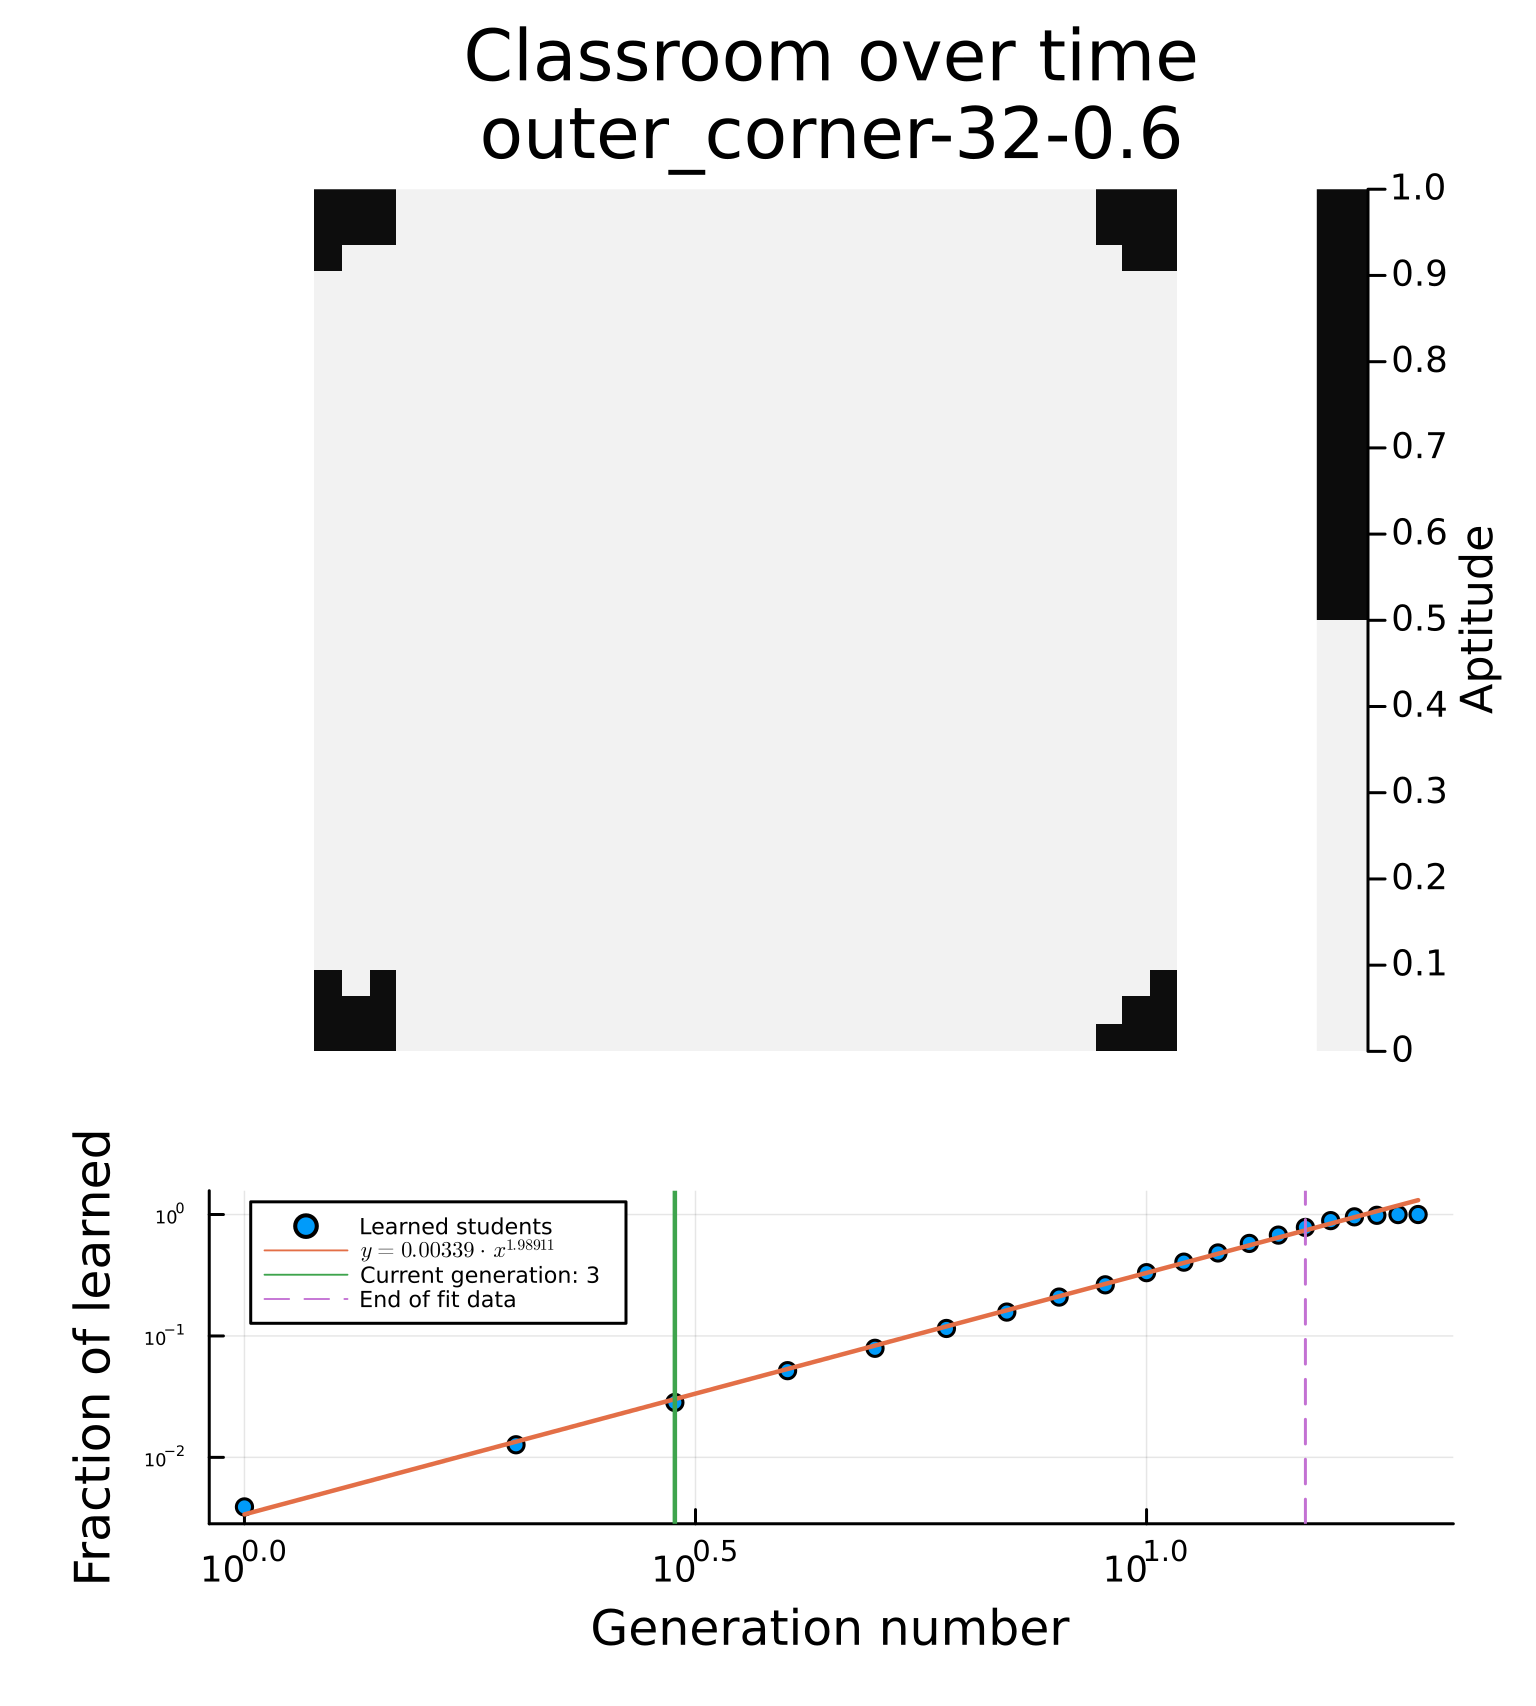 Classroom over time
outer_corner-32-0.6
1.0
0.9
0.8
0.7
0.6
0.5
0.4
0.3
0.2
0.1
0
Aptitude
Fraction of learned
10⁰
10⁻¹
10⁻²
Learned students
y = 0.00339 · x^1.98911
Current generation: 3
End of fit data
10^0.0
10^0.5
10^1.0
Generation number